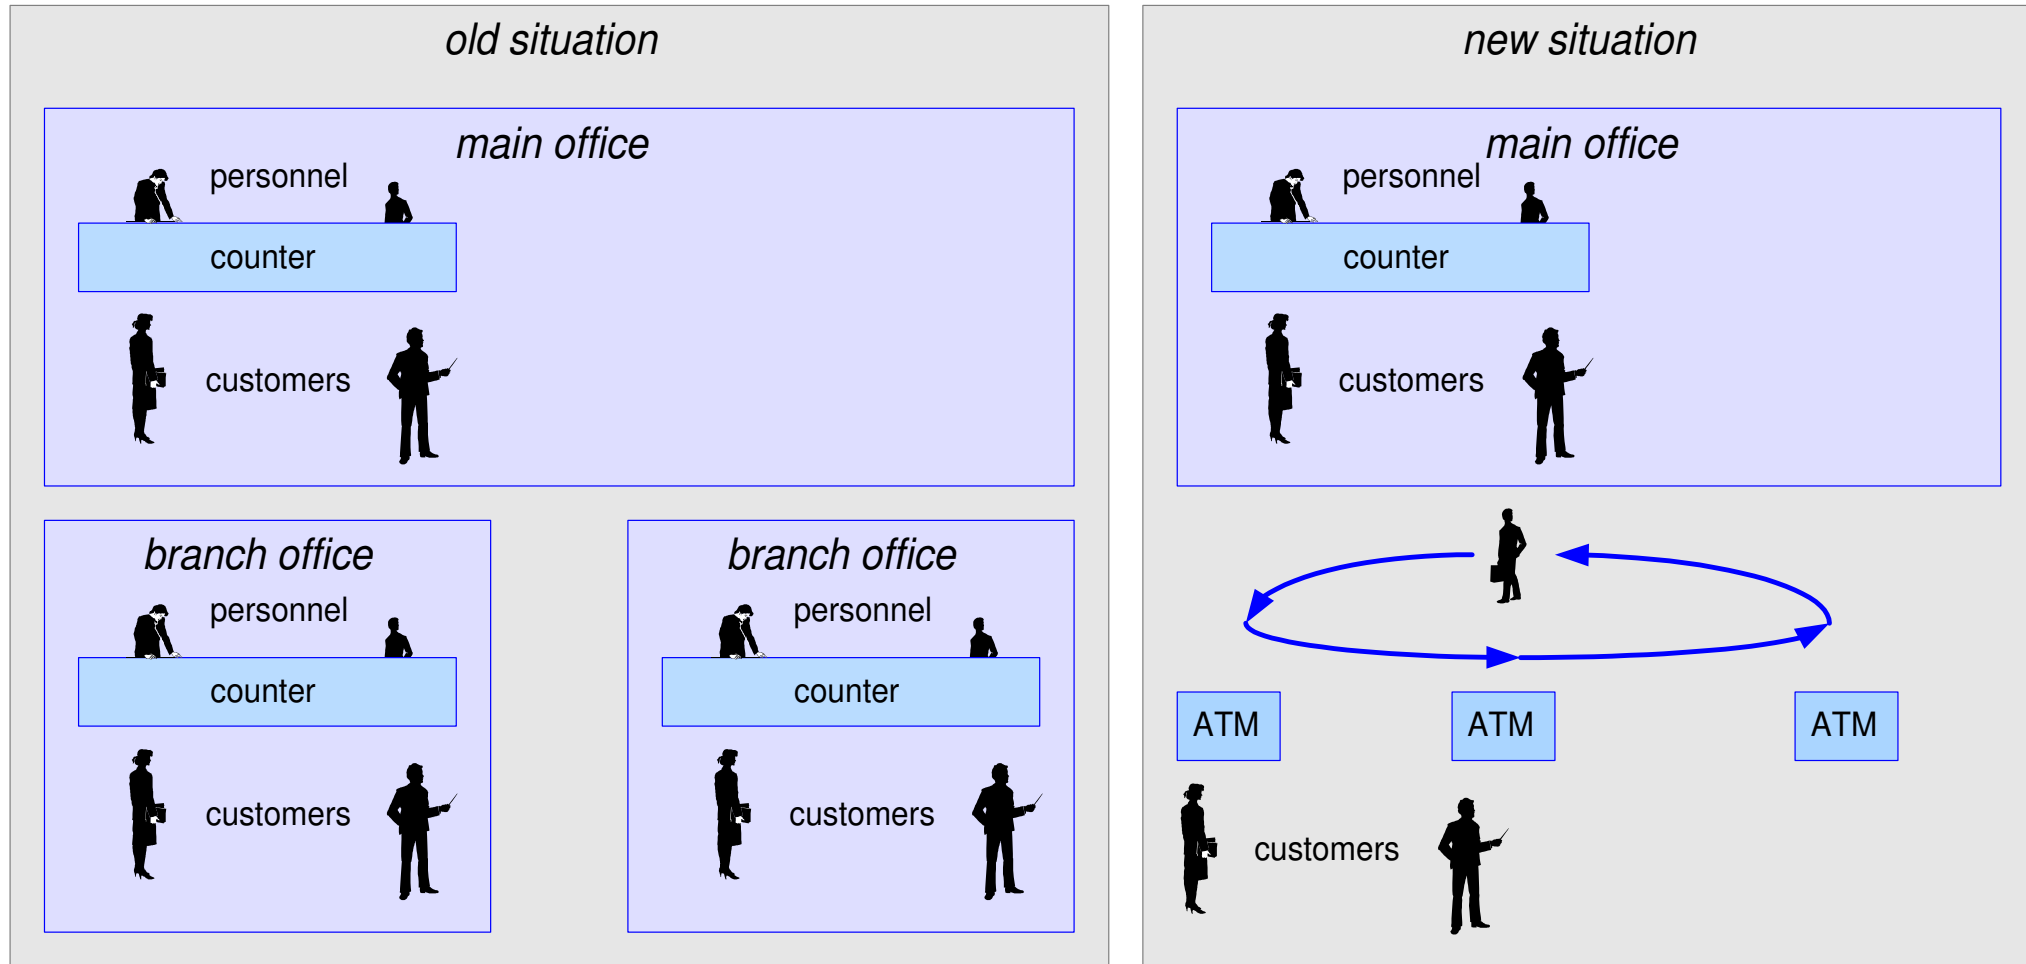 old situation
main office
personnel
counter
customers
branch office
personnel
counter
customers
branch office
personnel
counter
customers
new situation
main office
personnel
counter
customers
ATM
ATM
ATM
customers